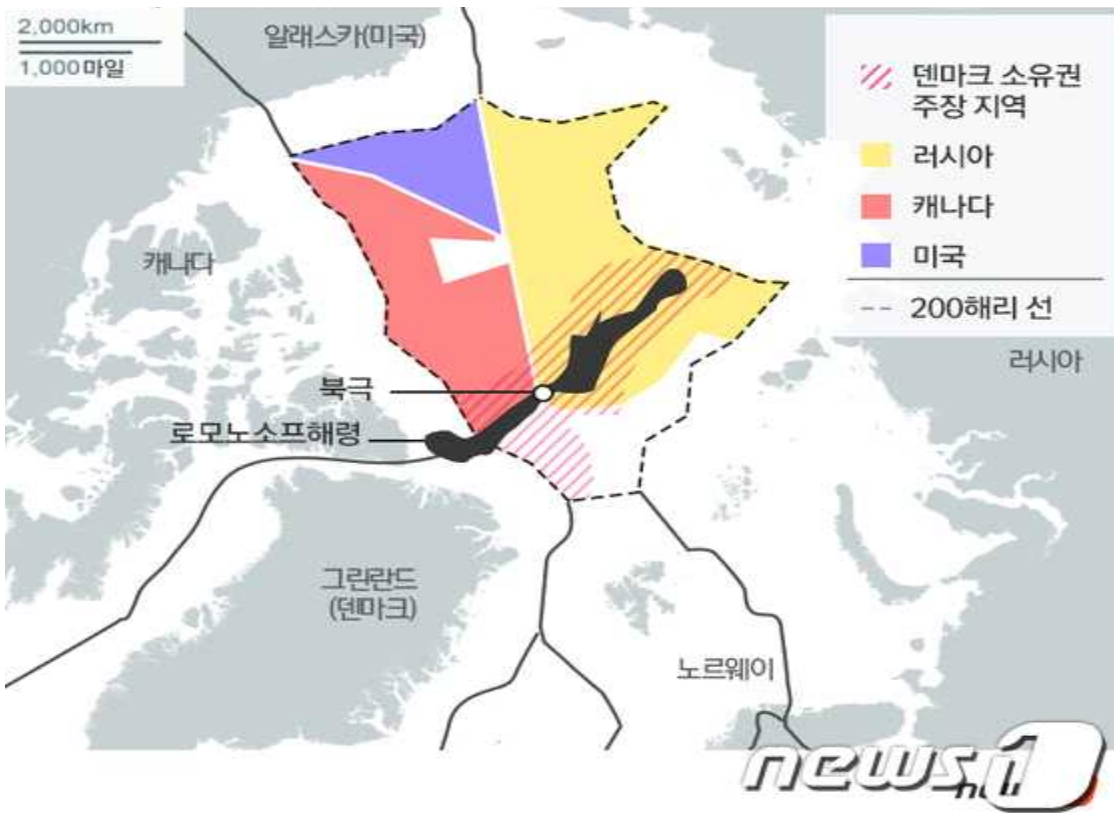 2,000km
1,000마일
알래스카(미국)
덴마크 소유권
주장 지역
러시아
캐나다
미국
200해리 선
캐나다
러시아
북극
로모노소프해령
그린란드
(덴마크)
노르웨이
news1
new